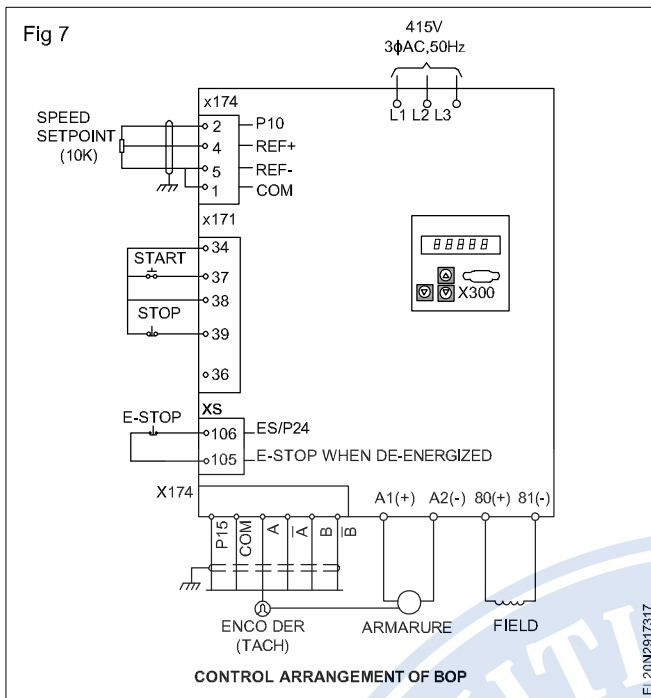 Fig 7
415V
3ϕAC,50Hz
L1 L2 L3
x174
SPEED
SETPOINT
(10K)
2 P10
4 REF+
5 REF-
1 COM
x171
34
START
37
38
STOP
39
36
88888
X300
XS
E-STOP
106 ES/P24
105 E-STOP WHEN DE-ENERGIZED
X174
A1(+) A2(-) 80(+) 81(-)
P15
COM
A
A̅
B
B̅
ENCO DER
(TACH)
ARMARURE
FIELD
CONTROL ARRANGEMENT OF BOP
EL20N2917317